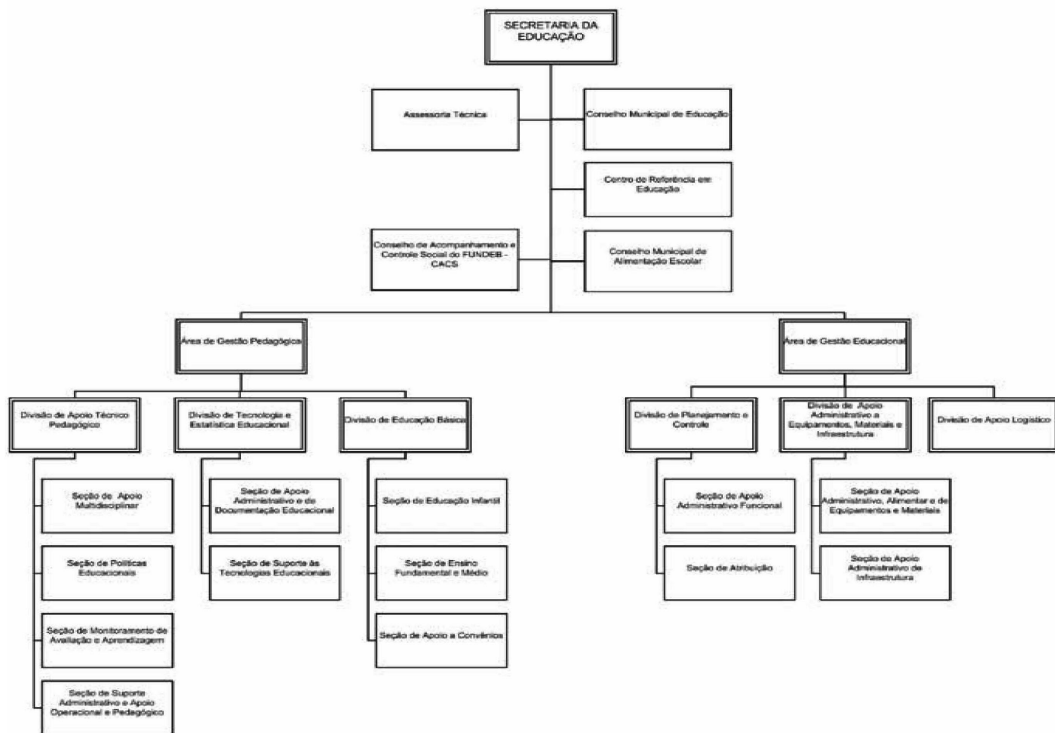 SECRETARIA DA
EDUCAÇÃO
Assessoria Técnica
Conselho Municipal de Educação
Centro de Referência em
Educação
Conselho de Acompanhamento e
Controle Social do FUNDEB -
CACS
Conselho Municipal de
Alimentação Escolar
Área de Gestão Pedagógica
Área de Gestão Educacional
Divisão de Apoio Técnico
Pedagógico
Divisão de Tecnologia e
Estatística Educacional
Divisão de Educação Básica
Divisão de Planejamento e
Controle
Divisão de Apoio
Administrativo a
Equipamentos, Materiais e
Infraestrutura
Divisão de Apoio Logístico
Seção de Apoio
Multidisciplinar
Seção de Apoio
Administrativo e de
Documentação Educacional
Seção de Educação Infantil
Seção de Apoio
Administrativo Funcional
Seção de Apoio
Administrativo, Alimentar e de
Equipamentos e Materiais
Seção de Políticas
Educacionais
Seção de Suporte às
Tecnologias Educacionais
Seção de Ensino
Fundamental e Médio
Seção de Atribuição
Seção de Apoio
Administrativo de
Infraestrutura
Seção de Monitoramento de
Avaliação e Aprendizagem
Seção de Apoio a Convênios
Seção de Suporte
Administrativo e Apoio
Operacional e Pedagógico